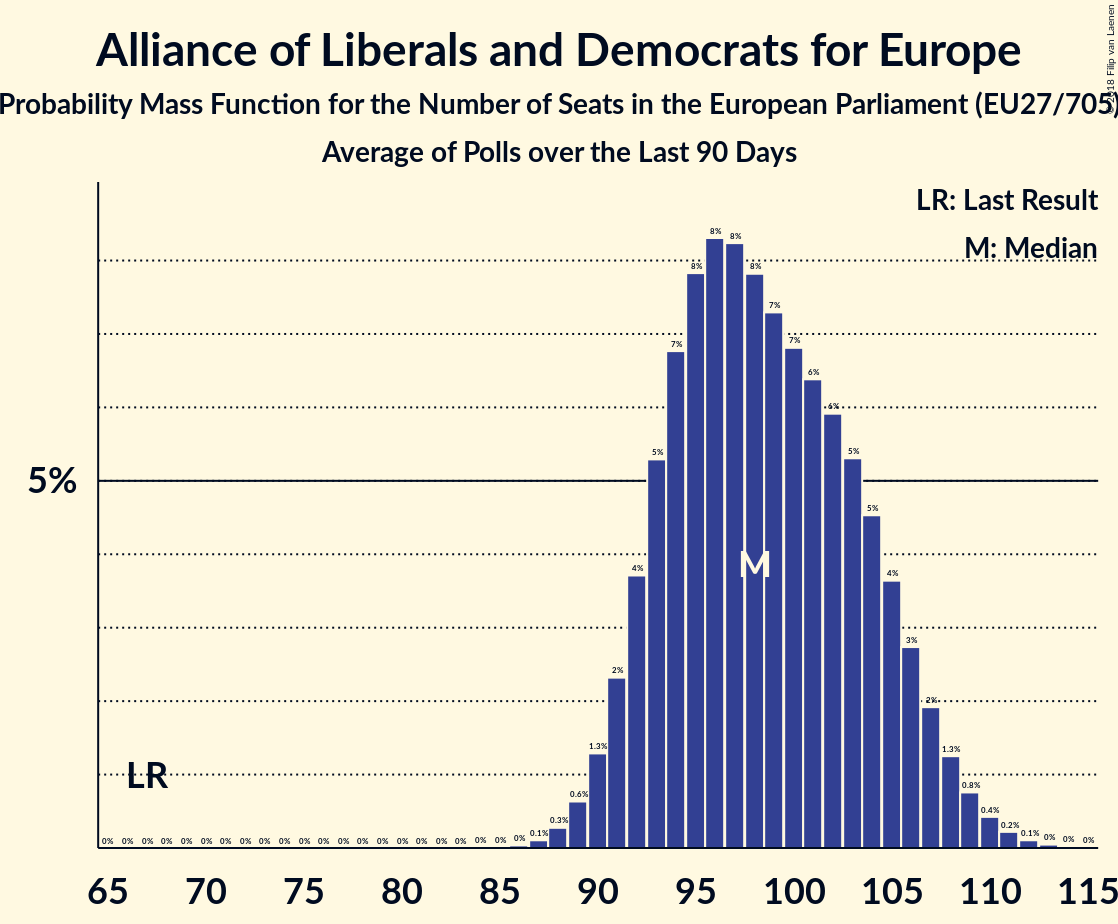 Alliance of Liberals and Democrats for Europe
Probability Mass Function for the Number of Seats in the European Parliament (EU27/705)
Average of Polls over the Last 90 Days
LR: Last Result
M: Median
8% 8%
8% 8%
7%
7% 7%
6%
6%
5% 5%
5%
5%
4% 4%
M
3%
2%
2%
1.3% 1.3%
LR
0.6% 0.8%
0.3% 0.4%
0.1% 0.2%
0% 0% 0% 0% 0% 0% 0% 0% 0% 0% 0% 0% 0% 0% 0% 0% 0% 0% 0% 0% 0% 0% 0.1% 0% 0% 0%
65 70 75 80 85 90 95 100 105 110 115